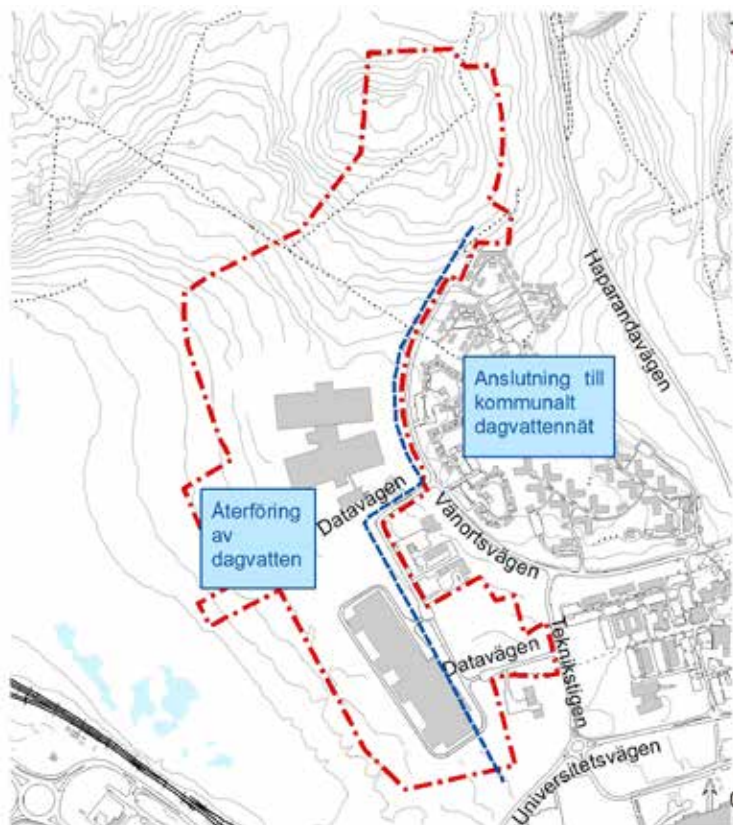 Haparandavägen
Anslutning till
kommunalt
dagvattennät
Återföring
av
dagvatten
Datavägen
Vänortsvägen
Datavägen
Teknikstigen
Universitetsvägen